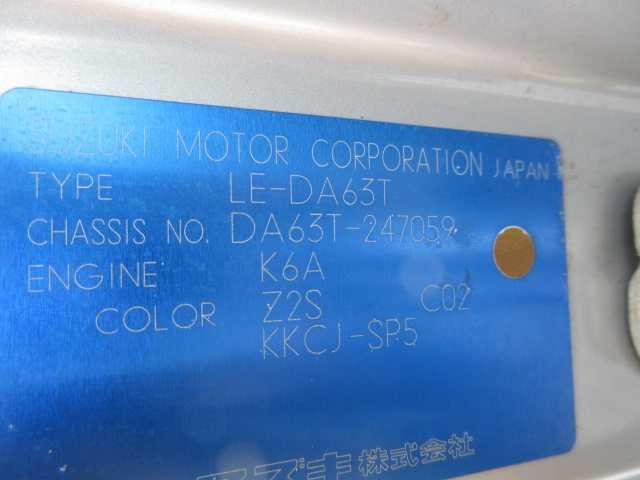 SUZUKI MOTOR CORPORATION JAPAN
TYPE LE-DA63T
CHASSIS NO. DA63T-247059
ENGINE K6A
COLOR Z2S C02
KKCJ-SP5
株式会社